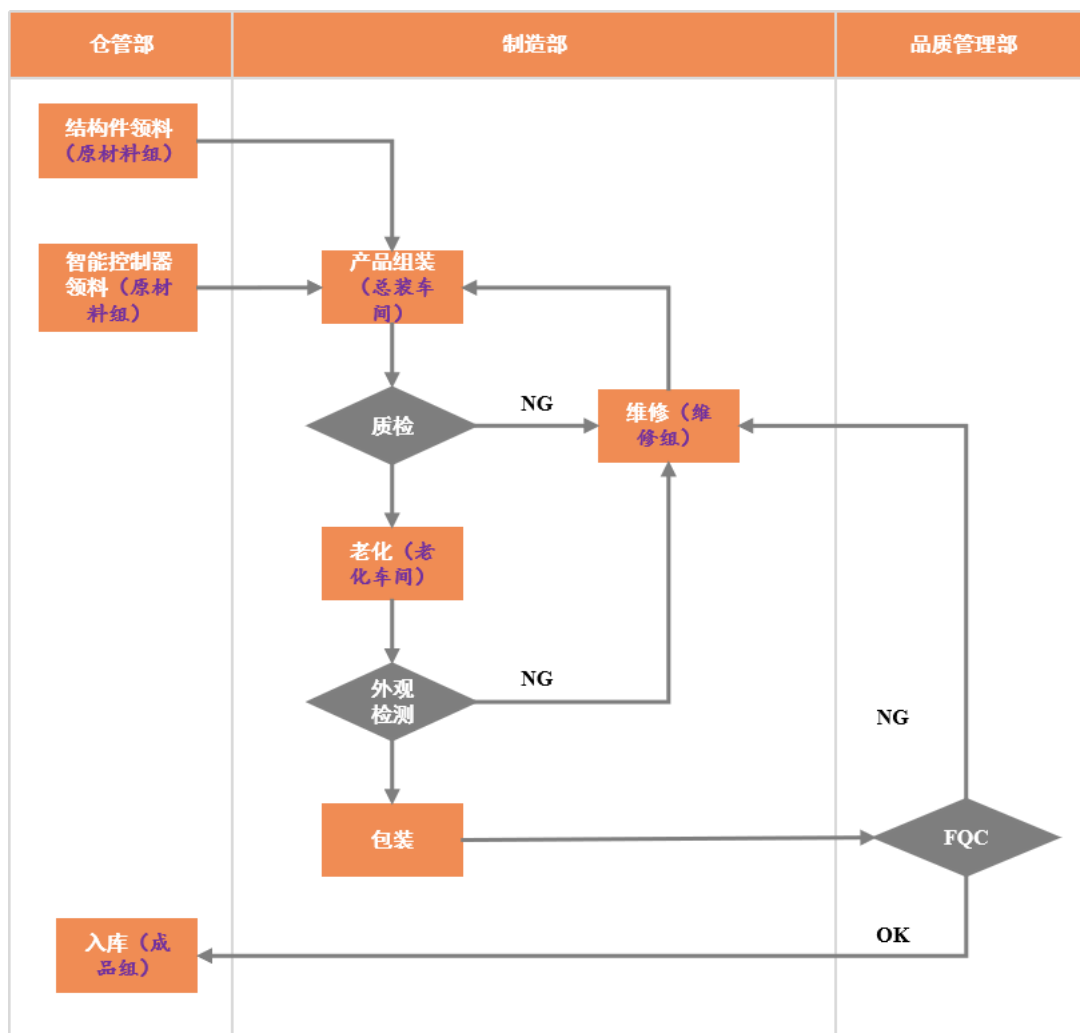 仓管部
制造部
品质管理部
结构件领料
（原材料组）
智能控制器
领料（原材
料组）
产品组装
（总装车
间）
质检
NG
维修（维
修组）
老化（老
化车间）
外观
检测
NG
NG
包装
FQC
入库（成
品组）
OK